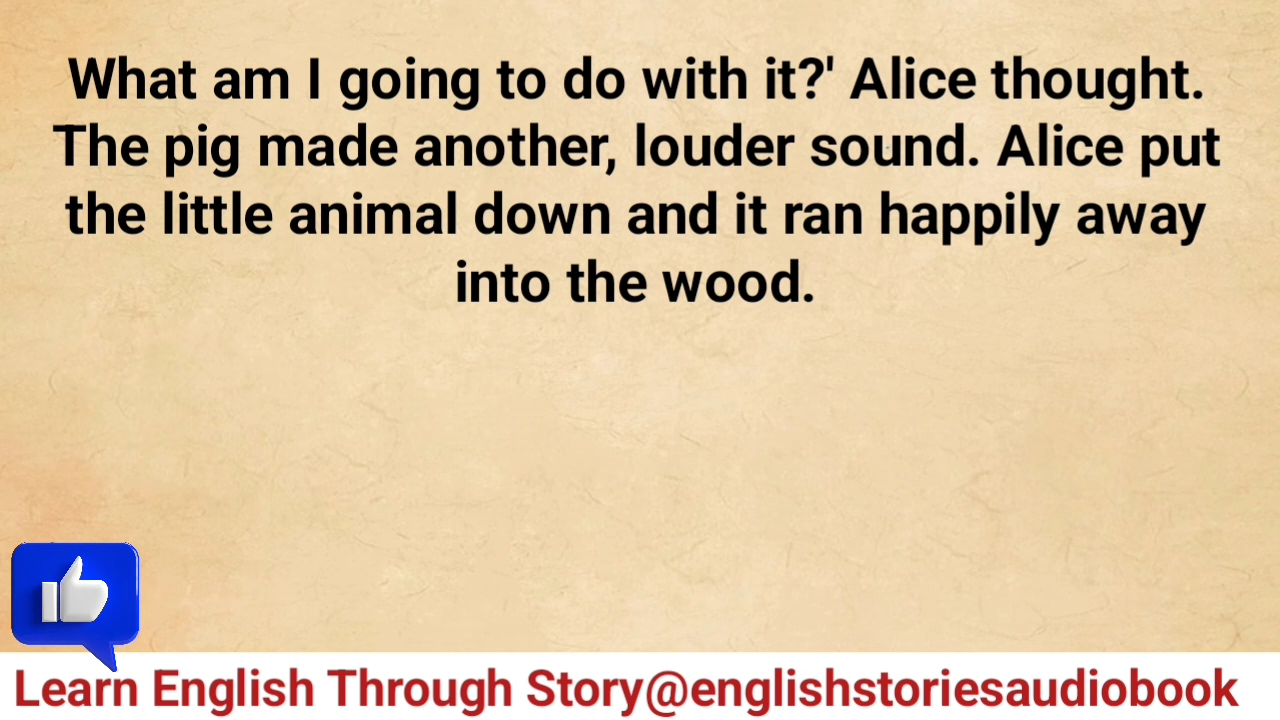 What am I going to do with it?' Alice thought.
The pig made another, louder sound. Alice put
the little animal down and it ran happily away
into the wood.
Learn English Through Story@englishstoriesaudiobook